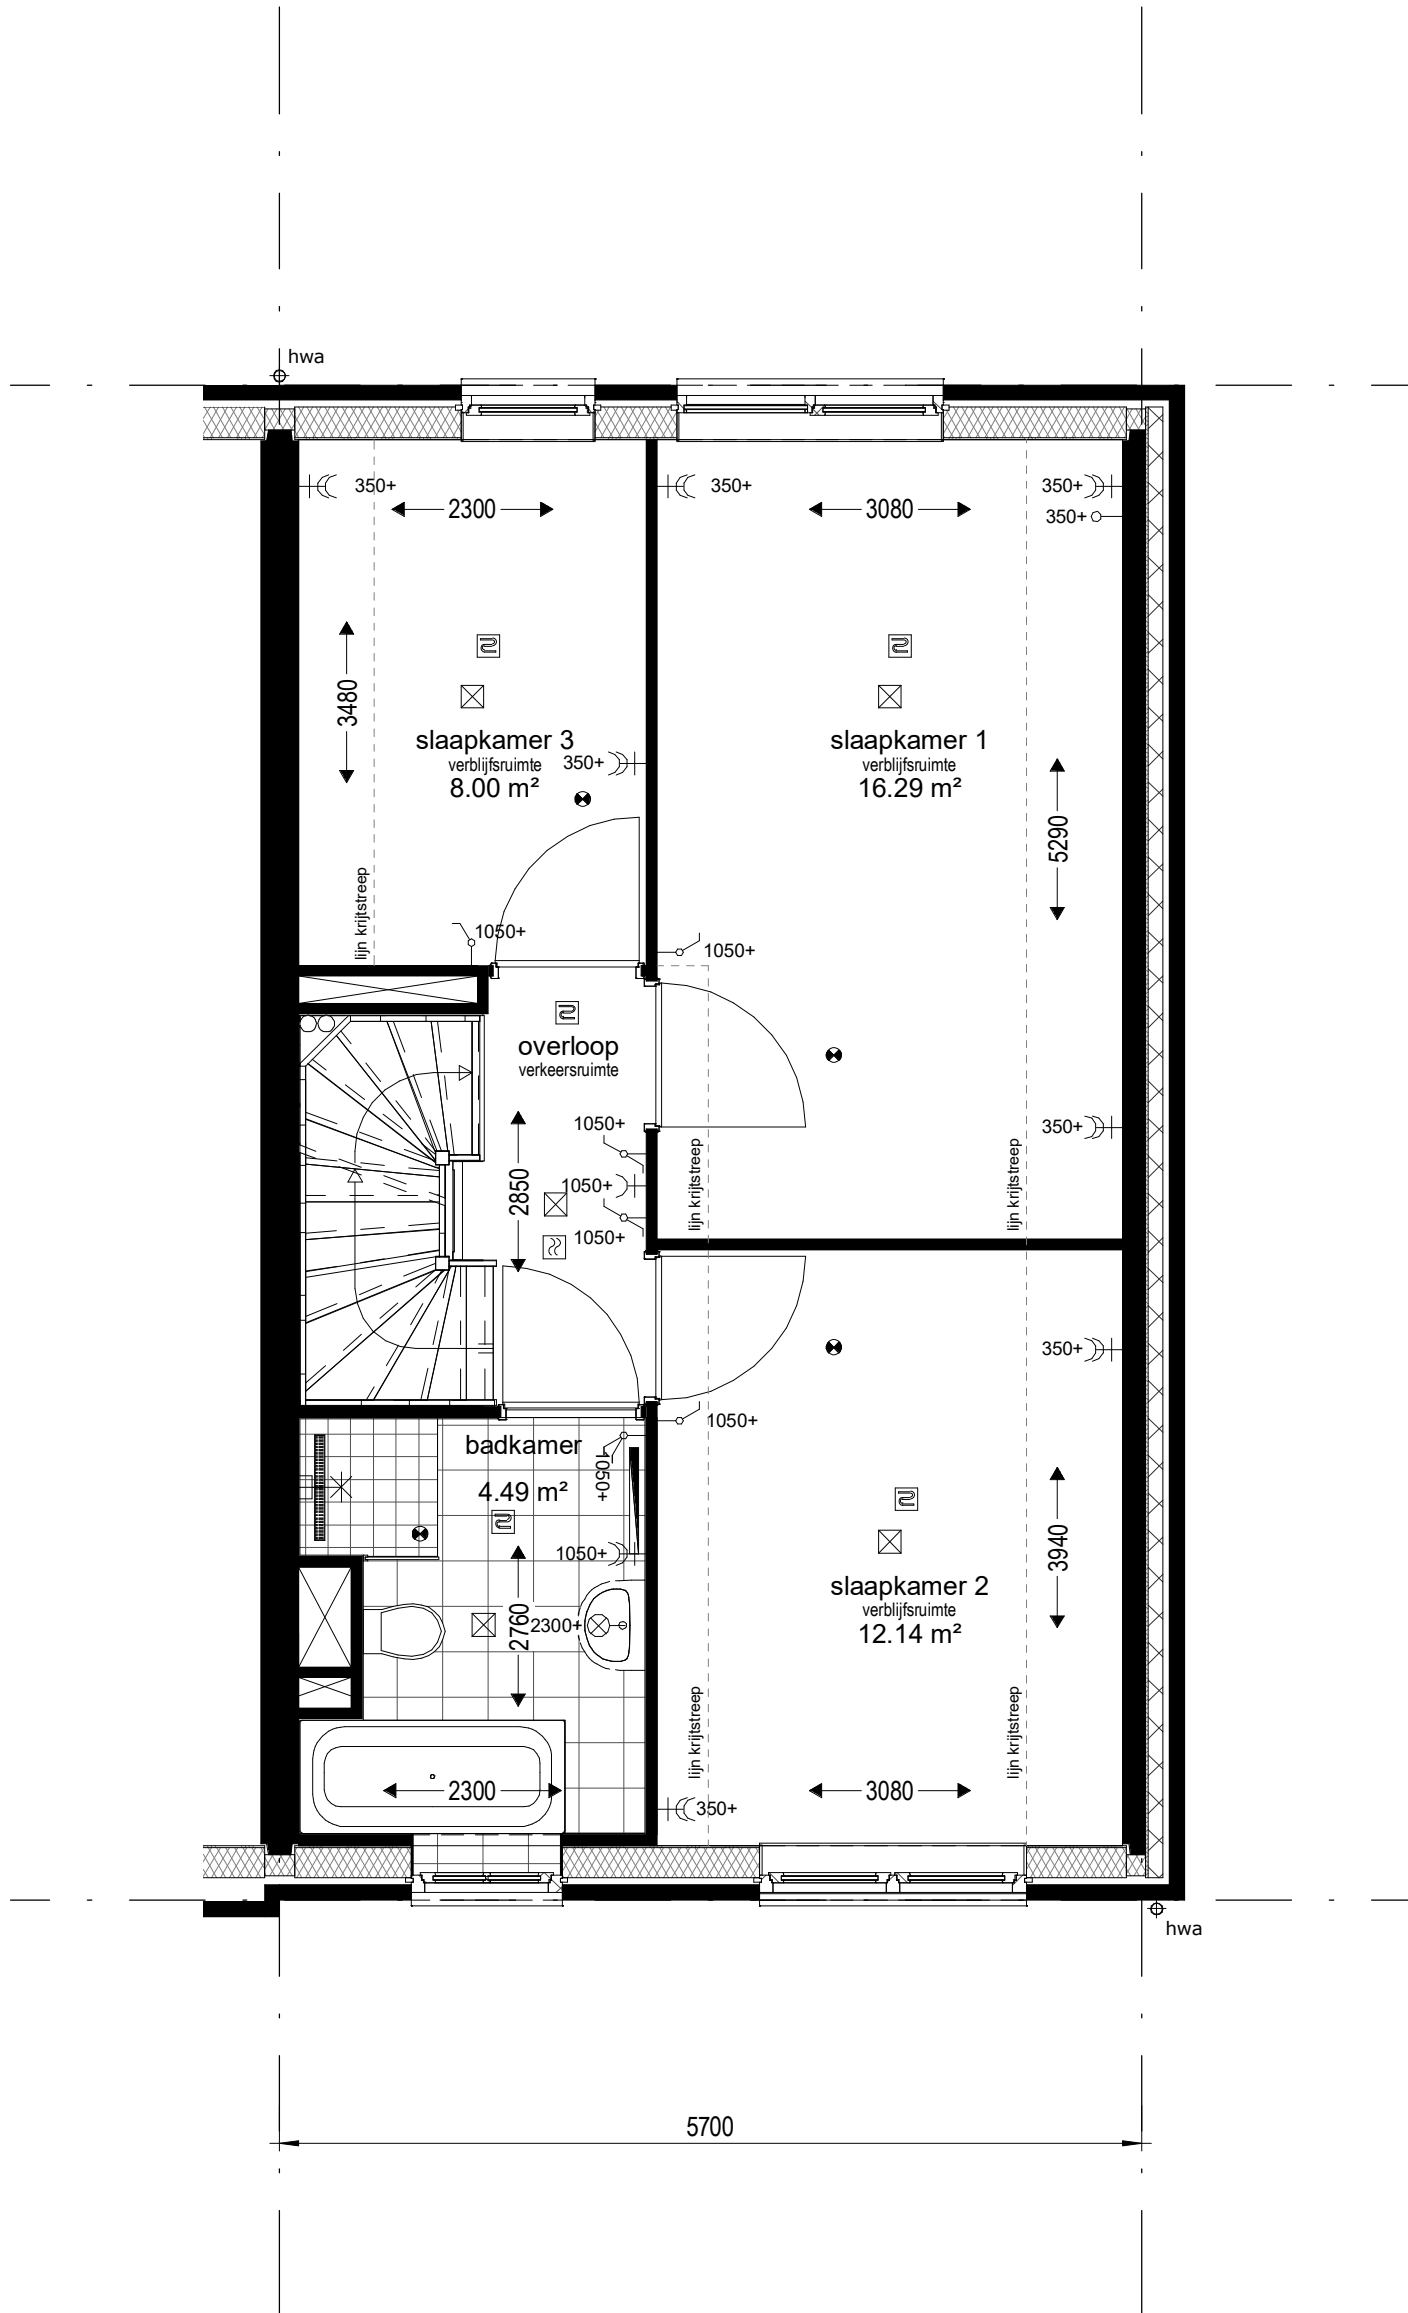 hwa
350+
350+
350+
2300
3080
350+
3480
slaapkamer 3
verblijfsruimte
8.00 m²
350+
slaapkamer 1
verblijfsruimte
16.29 m²
5290
lijn krijtstreep
1050+
1050+
overloop
verkeersruimte
1050+
2850
1050+
1050+
lijn krijtstreep
lijn krijtstreep
350+
350+
1050+
badkamer
4.49 m²
1050+
1050+
2300+
2760
slaapkamer 2
verblijfsruimte
12.14 m²
3940
lijn krijtstreep
lijn krijtstreep
2300
3080
350+
hwa
5700